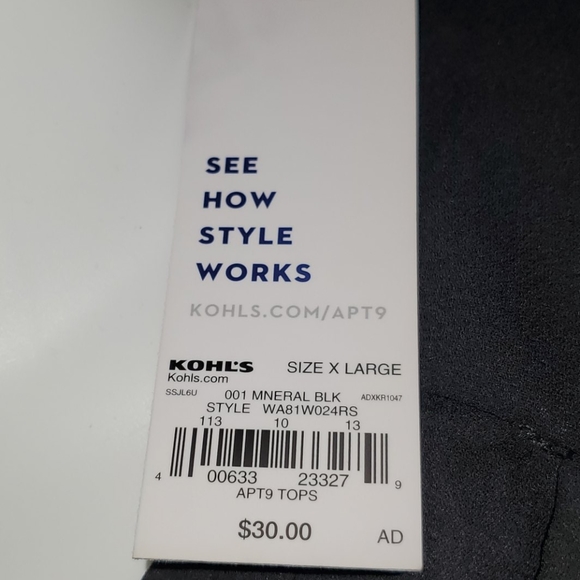 SEE
HOW
STYLE
WORKS
KOHLS.COM/APT9
KOHL'S SIZE X LARGE
Kohls.com
SSJL6U 001 MNERAL BLK ADXKR1047
STYLE WA81W024RS
113 10 13
4 00633 23327 9
APT9 TOPS
$30.00 AD